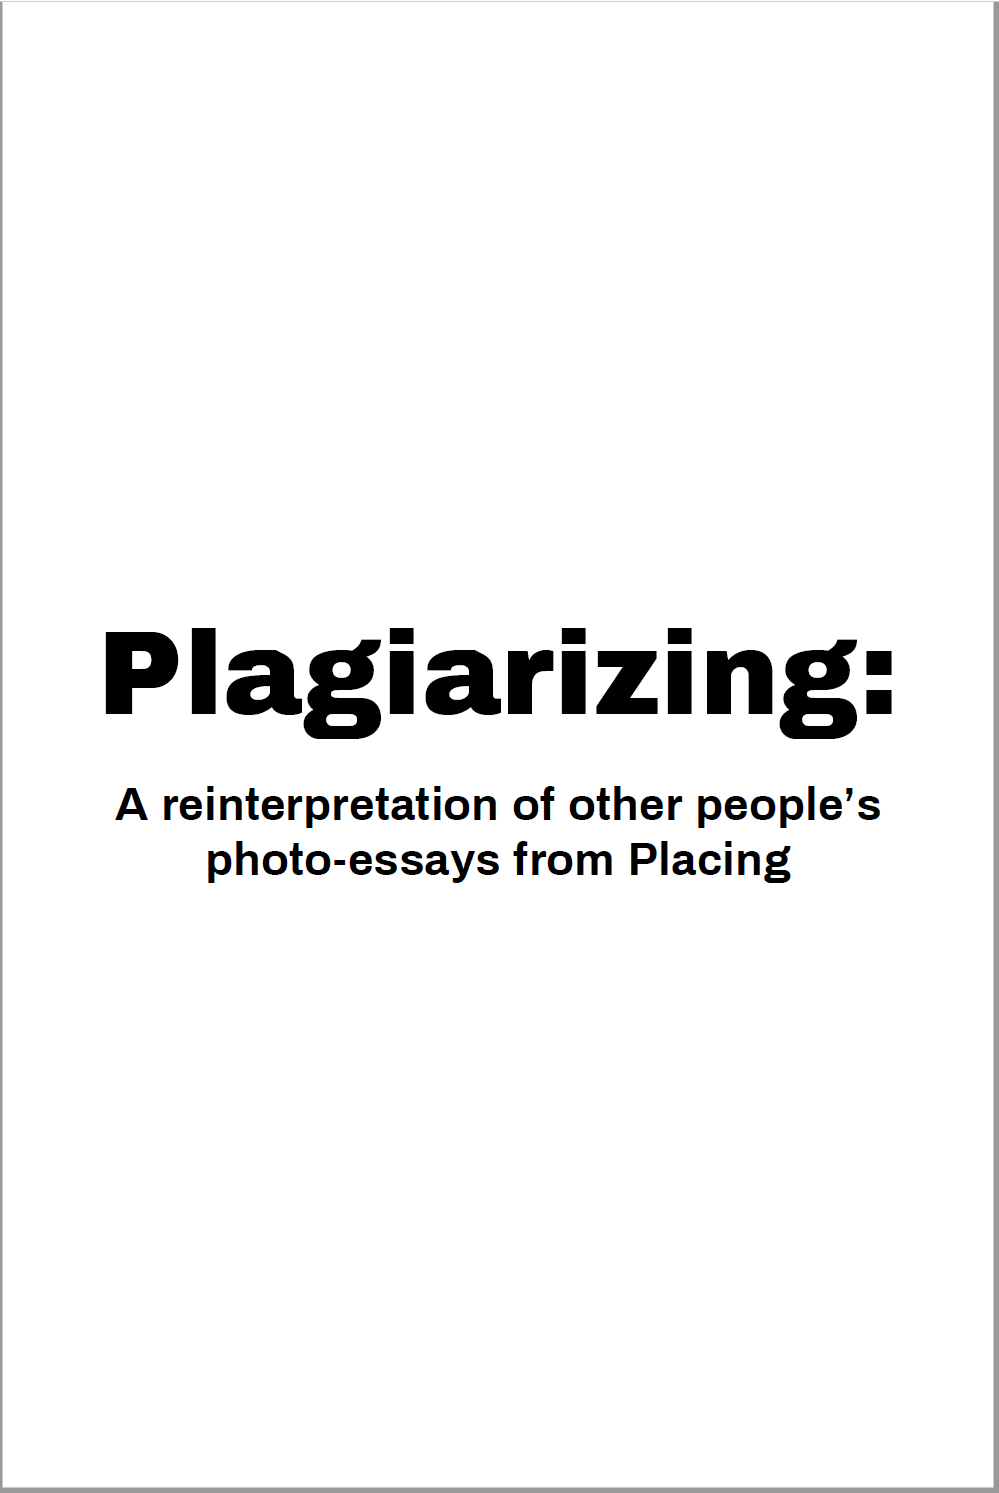 Plagiarizing:
A reinterpretation of other people’s
photo-essays from Placing